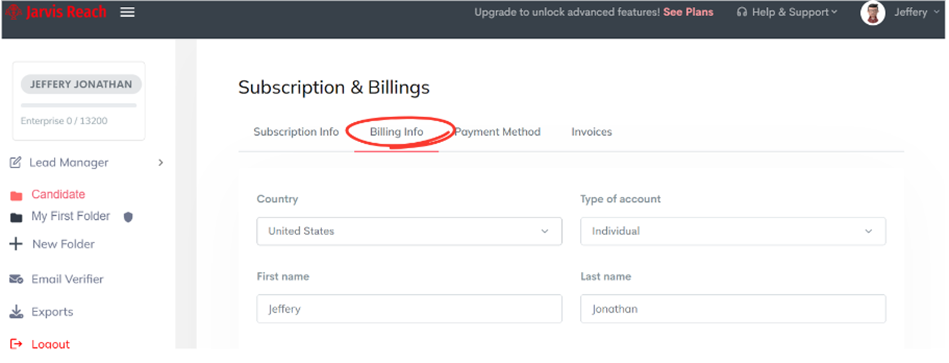 Jarvis Reach
Upgrade to unlock advanced features! See Plans
Help & Support
Jeffery
JEFFERY JONATHAN
Enterprise 0 / 13200
Lead Manager
Candidate
My First Folder
New Folder
Email Verifier
Exports
Logout
Subscription & Billings
Subscription Info Billing Info Payment Method Invoices
Country Type of account
United States Individual
First name Last name
Jeffery Jonathan